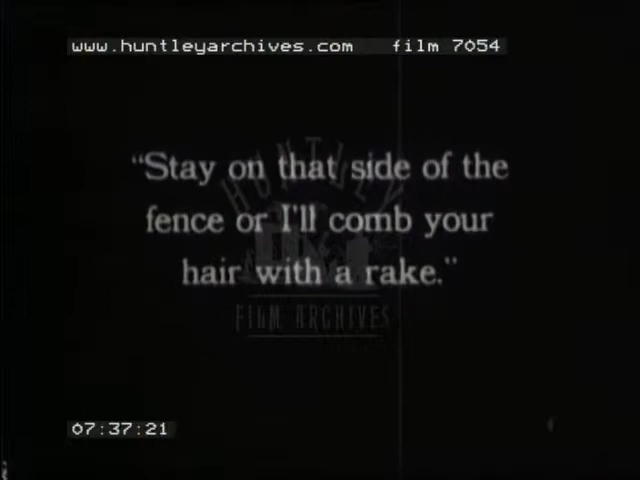 www.huntleyarchives.com film 7054
"Stay on that side of the
fence or I'll comb your
hair with a rake."
HUNTLEY
FILM ARCHIVES
07:37:21